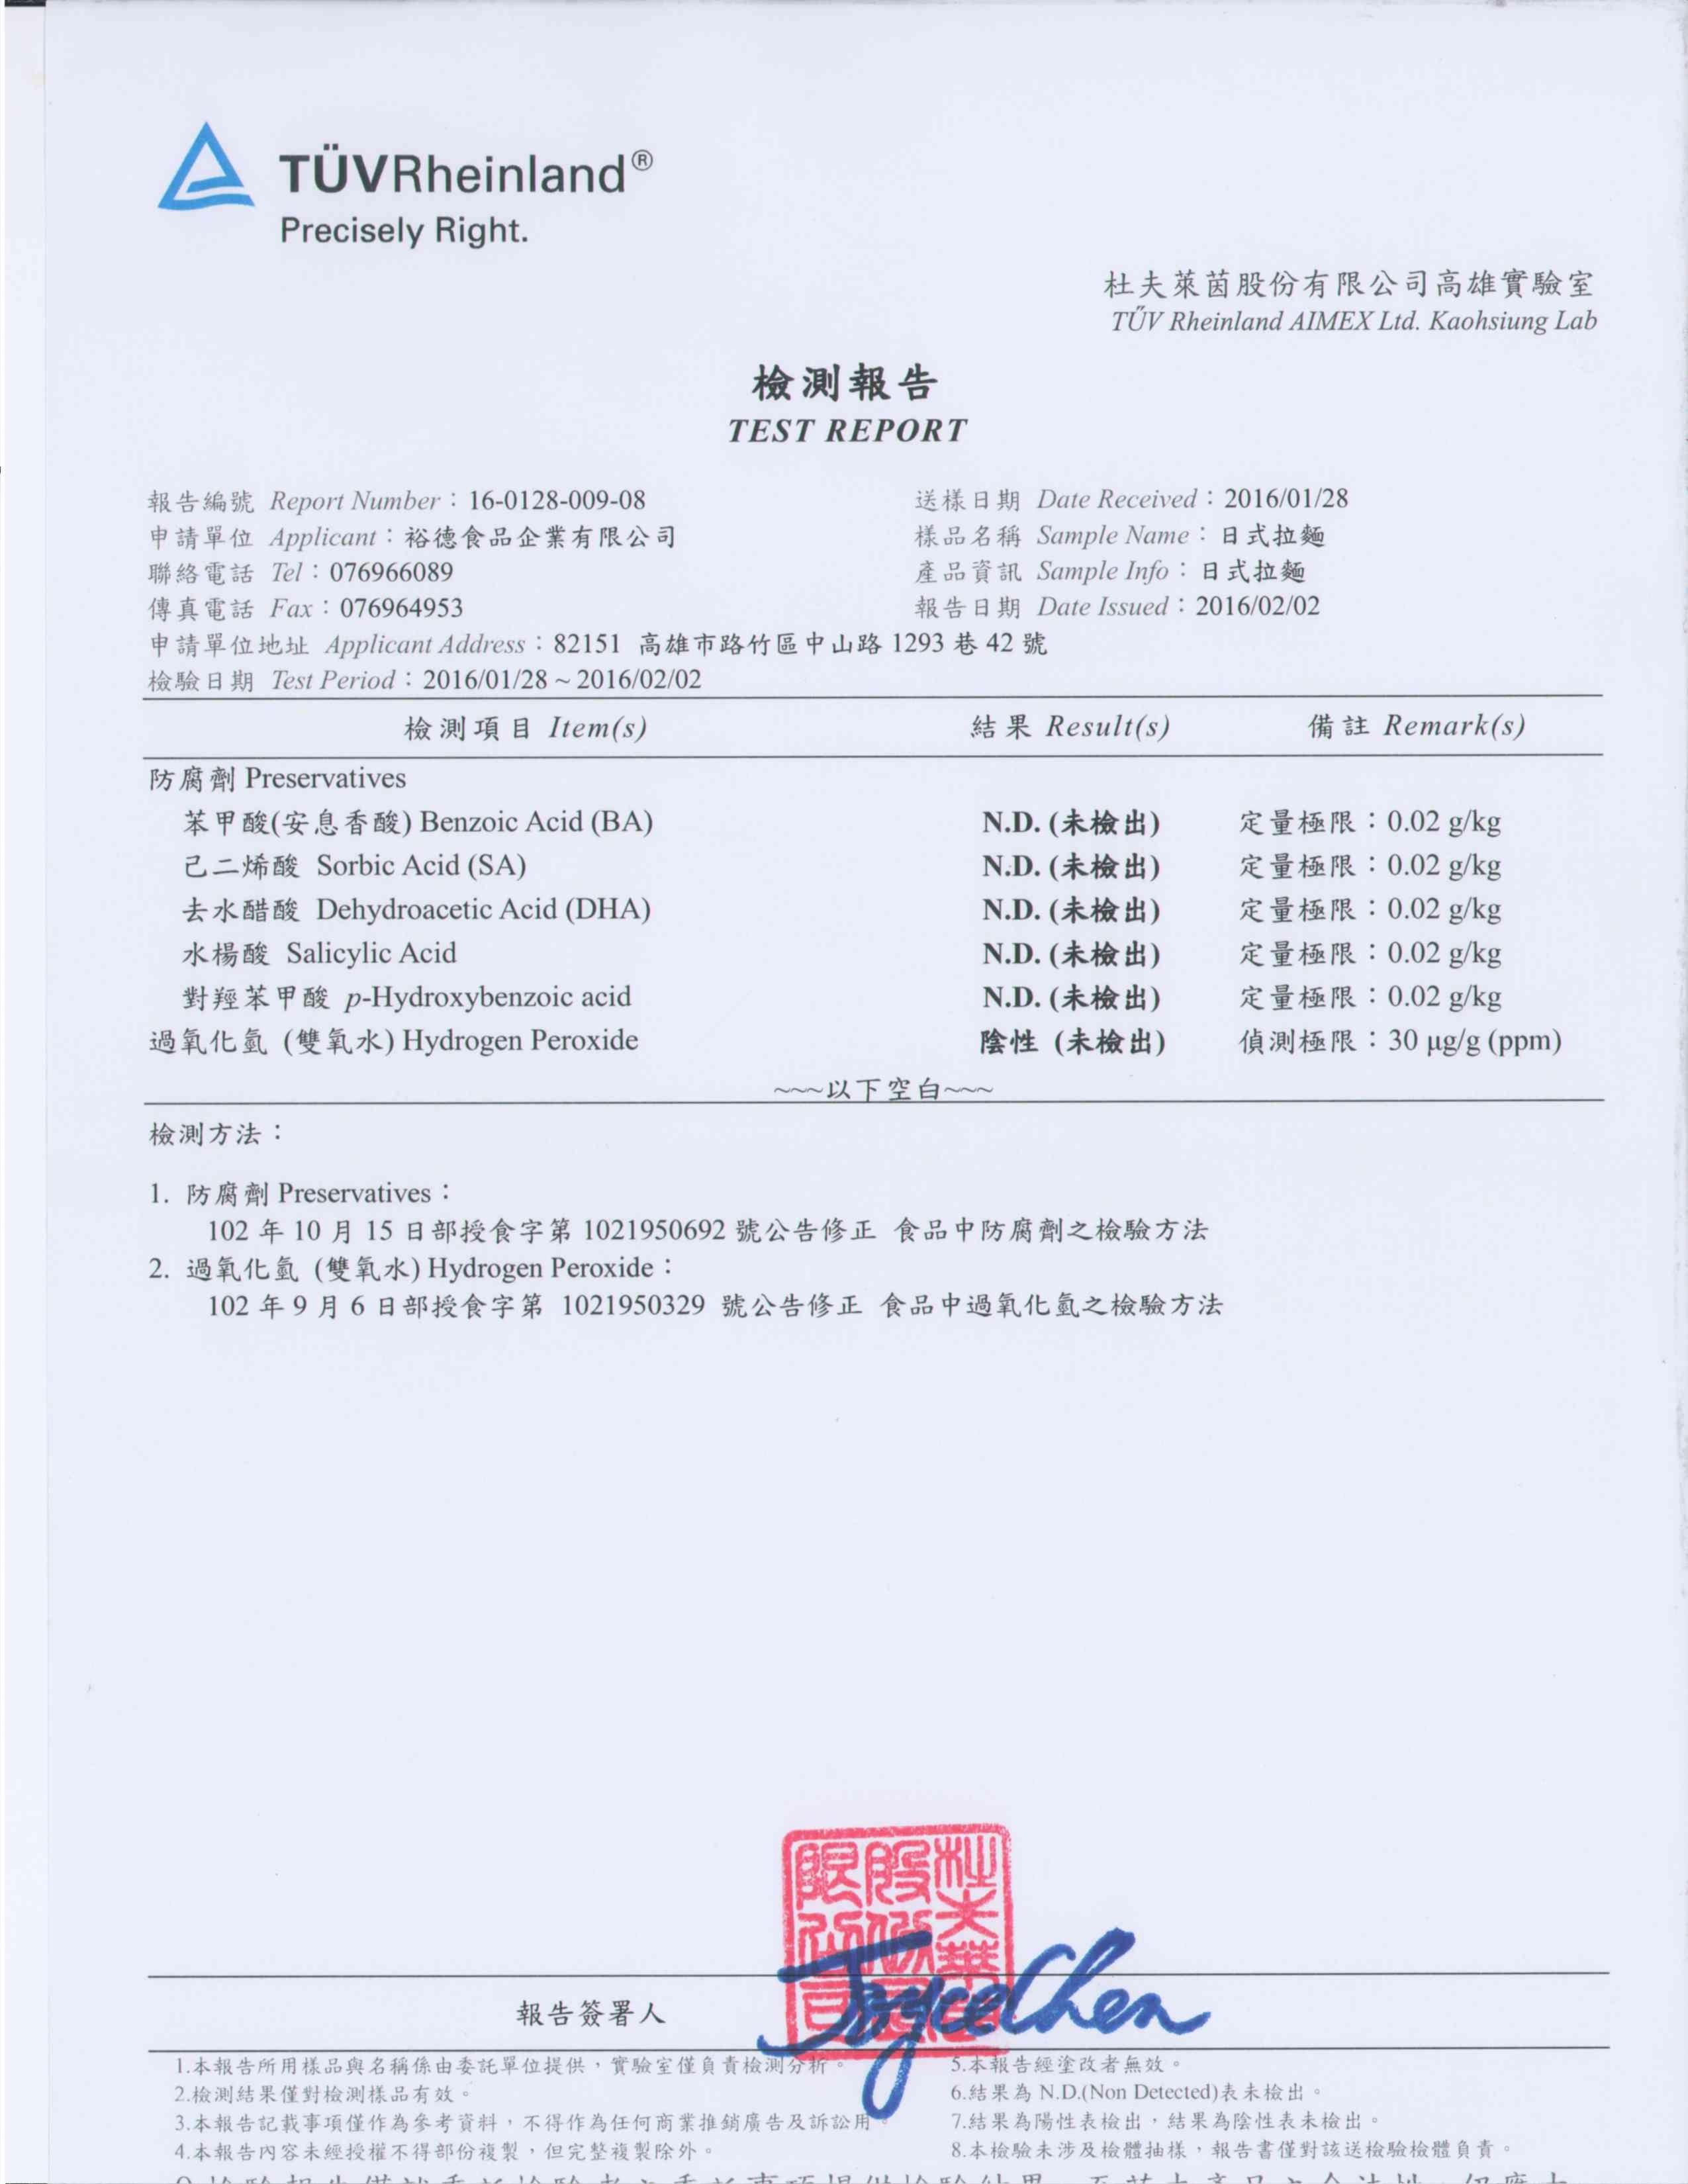 TÜVRheinland®
Precisely Right.
杜夫萊茵股份有限公司高雄實驗室
TÜV Rheinland AIMEX Ltd. Kaohsiung Lab
檢測報告
TEST REPORT
報告編號 Report Number：16-0128-009-08 送樣日期 Date Received：2016/01/28
申請單位 Applicant：裕德食品企業有限公司 樣品名稱 Sample Name：日式拉麵
聯絡電話 Tel：076966089 產品資訊 Sample Info：日式拉麵
傳真電話 Fax：076964953 報告日期 Date Issued：2016/02/02
申請單位地址 Applicant Address：82151 高雄市路竹區中山路 1293 巷 42 號
檢驗日期 Test Period：2016/01/28 ~ 2016/02/02
檢測項目 Item(s) 結果 Result(s) 備註 Remark(s)
防腐劑 Preservatives
苯甲酸(安息香酸) Benzoic Acid (BA) N.D. (未檢出) 定量極限：0.02 g/kg
己二烯酸 Sorbic Acid (SA) N.D. (未檢出) 定量極限：0.02 g/kg
去水醋酸 Dehydroacetic Acid (DHA) N.D. (未檢出) 定量極限：0.02 g/kg
水楊酸 Salicylic Acid N.D. (未檢出) 定量極限：0.02 g/kg
對羥苯甲酸 p-Hydroxybenzoic acid N.D. (未檢出) 定量極限：0.02 g/kg
過氧化氫 (雙氧水) Hydrogen Peroxide 陰性 (未檢出) 偵測極限：30 μg/g (ppm)
~~~以下空白~~~
檢測方法：
1. 防腐劑 Preservatives：
102 年 10 月 15 日部授食字第 1021950692 號公告修正 食品中防腐劑之檢驗方法
2. 過氧化氫 (雙氧水) Hydrogen Peroxide：
102 年 9 月 6 日部授食字第 1021950329 號公告修正 食品中過氧化氫之檢驗方法
報告簽署人 Joyce Chen
1.本報告所用樣品與名稱係由委託單位提供，實驗室僅負責檢測分析。 5.本報告經塗改者無效。
2.檢測結果僅對檢測樣品有效。 6.結果為 N.D.(Non Detected)表未檢出。
3.本報告記載事項僅作為參考資料，不得作為任何商業推銷廣告及訴訟用。 7.結果為陽性表檢出，結果為陰性表未檢出。
4.本報告內容未經授權不得部份複製，但完整複製除外。 8.本檢驗未涉及檢體抽樣，報告書僅對該送檢驗檢體負責。